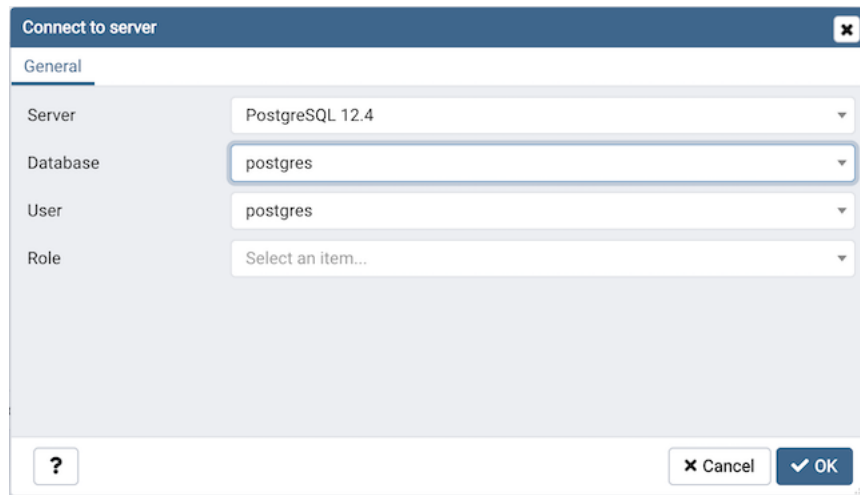 Connect to server
General
Server PostgreSQL 12.4
Database postgres
User postgres
Role Select an item...
? Cancel OK